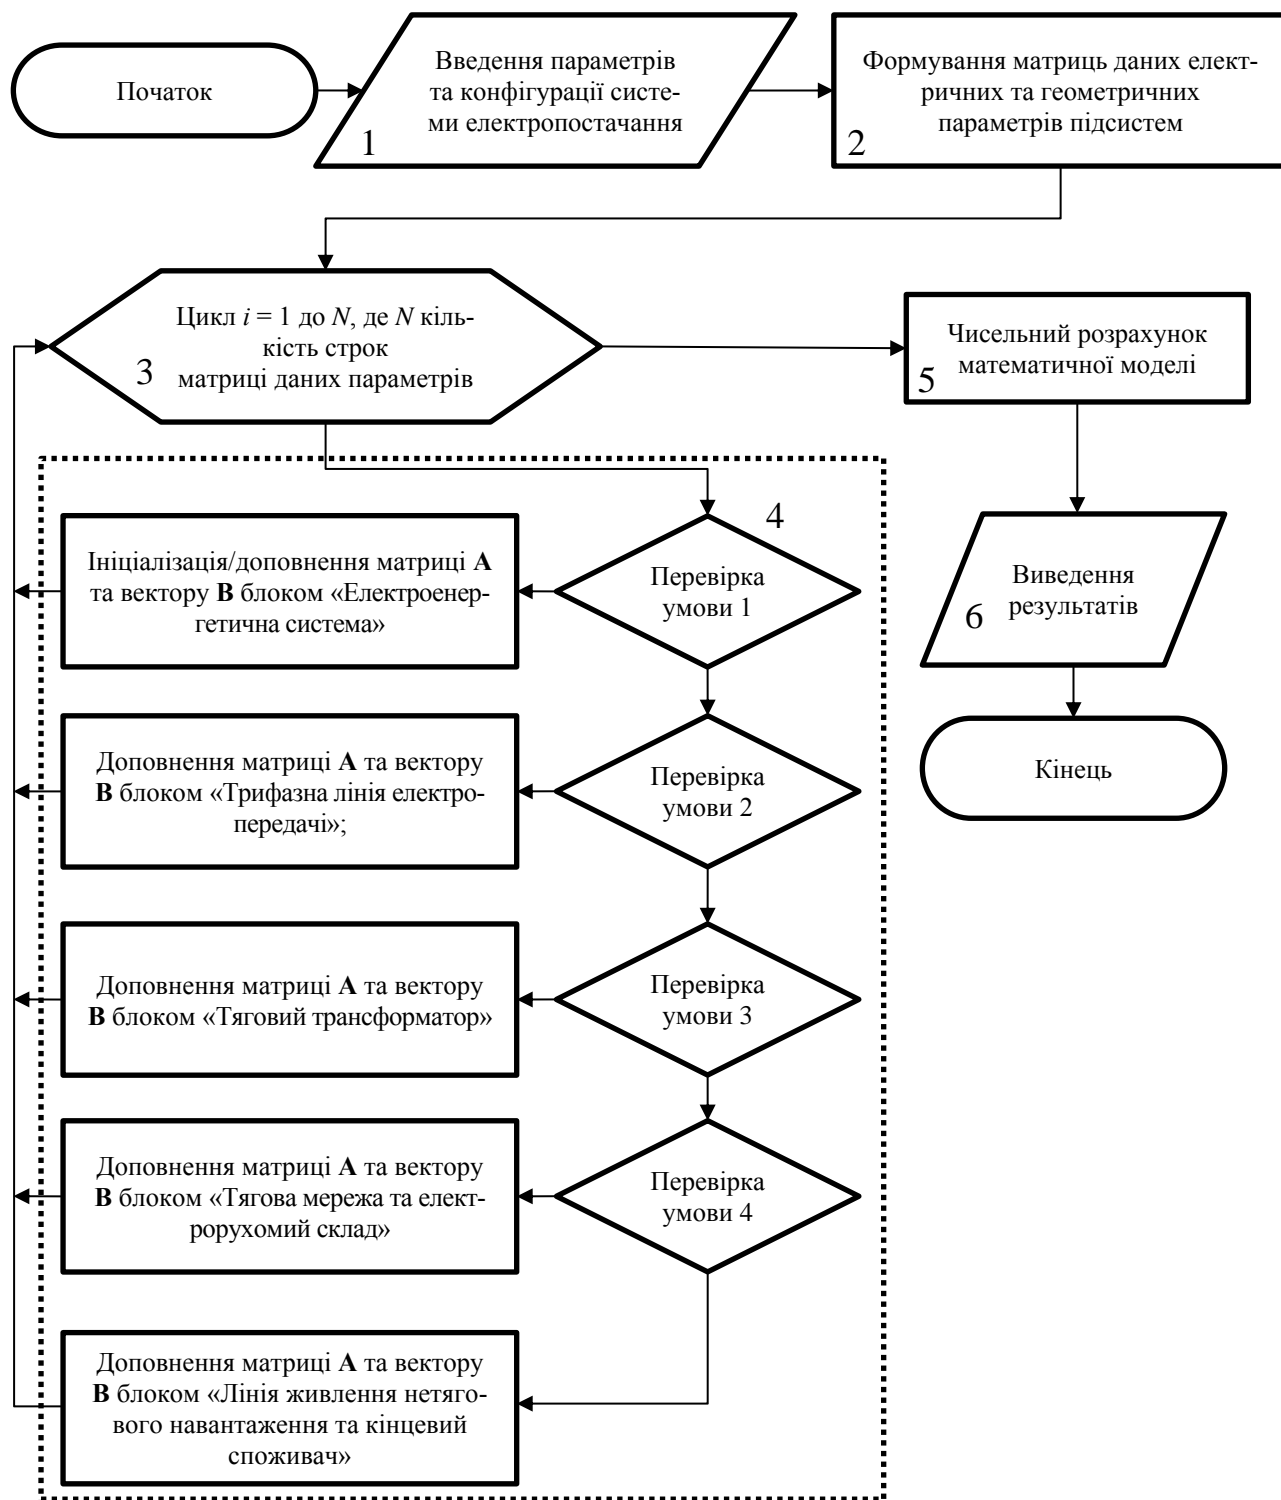 Початок
Введення параметрів
та конфігурації систе-
ми електропостачання
1
Формування матриць даних елект-
ричних та геометричних
параметрів підсистем
2
Цикл i = 1 до N, де N кіль-
кість строк
матриці даних параметрів
3
Чисельний розрахунок
математичної моделі
5
4
Ініціалізація/доповнення матриці А
та вектору В блоком «Електроенер-
гетична система»
Перевірка
умови 1
Виведення
результатів
6
Доповнення матриці А та вектору
В блоком «Трифазна лінія електро-
передачі»;
Перевірка
умови 2
Кінець
Доповнення матриці А та вектору
В блоком «Тяговий трансформатор»
Перевірка
умови 3
Доповнення матриці А та вектору
В блоком «Тягова мережа та елект-
рорухомий склад»
Перевірка
умови 4
Доповнення матриці А та вектору
В блоком «Лінія живлення нетяго-
вого навантаження та кінцевий
споживач»